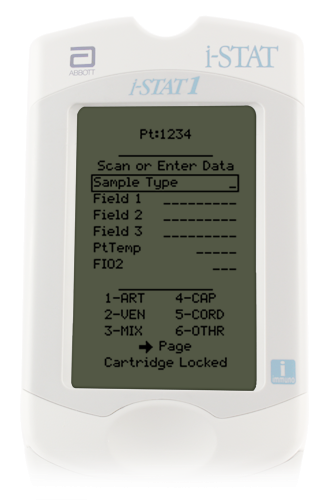 ABBOTT
i-STAT
i-STAT 1
Pt:1234
Scan or Enter Data
Sample Type _
Field 1 _________
Field 2 _________
Field 3 _________
PtTemp _____
FIO2 ___
1-ART 4-CAP
2-VEN 5-CORD
3-MIX 6-OTHR
→ Page
Cartridge Locked
i